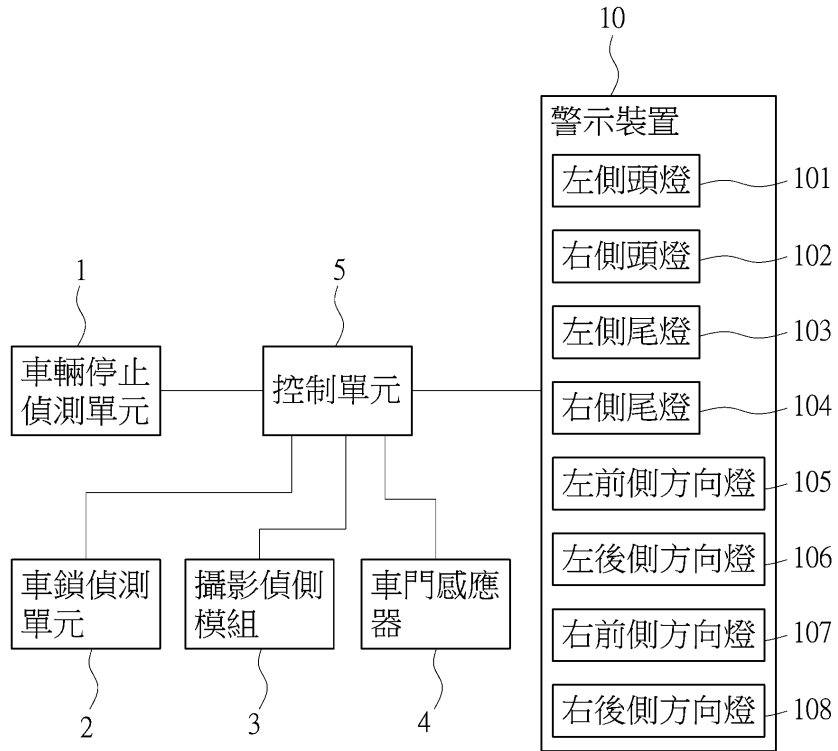 10
警示裝置
左側頭燈
101
右側頭燈
102
左側尾燈
103
右側尾燈
104
左前側方向燈
105
左後側方向燈
106
右前側方向燈
107
右後側方向燈
108
1
車輛停止
偵測單元
5
控制單元
車鎖偵測
單元
2
攝影偵側
模組
3
車門感應
器
4